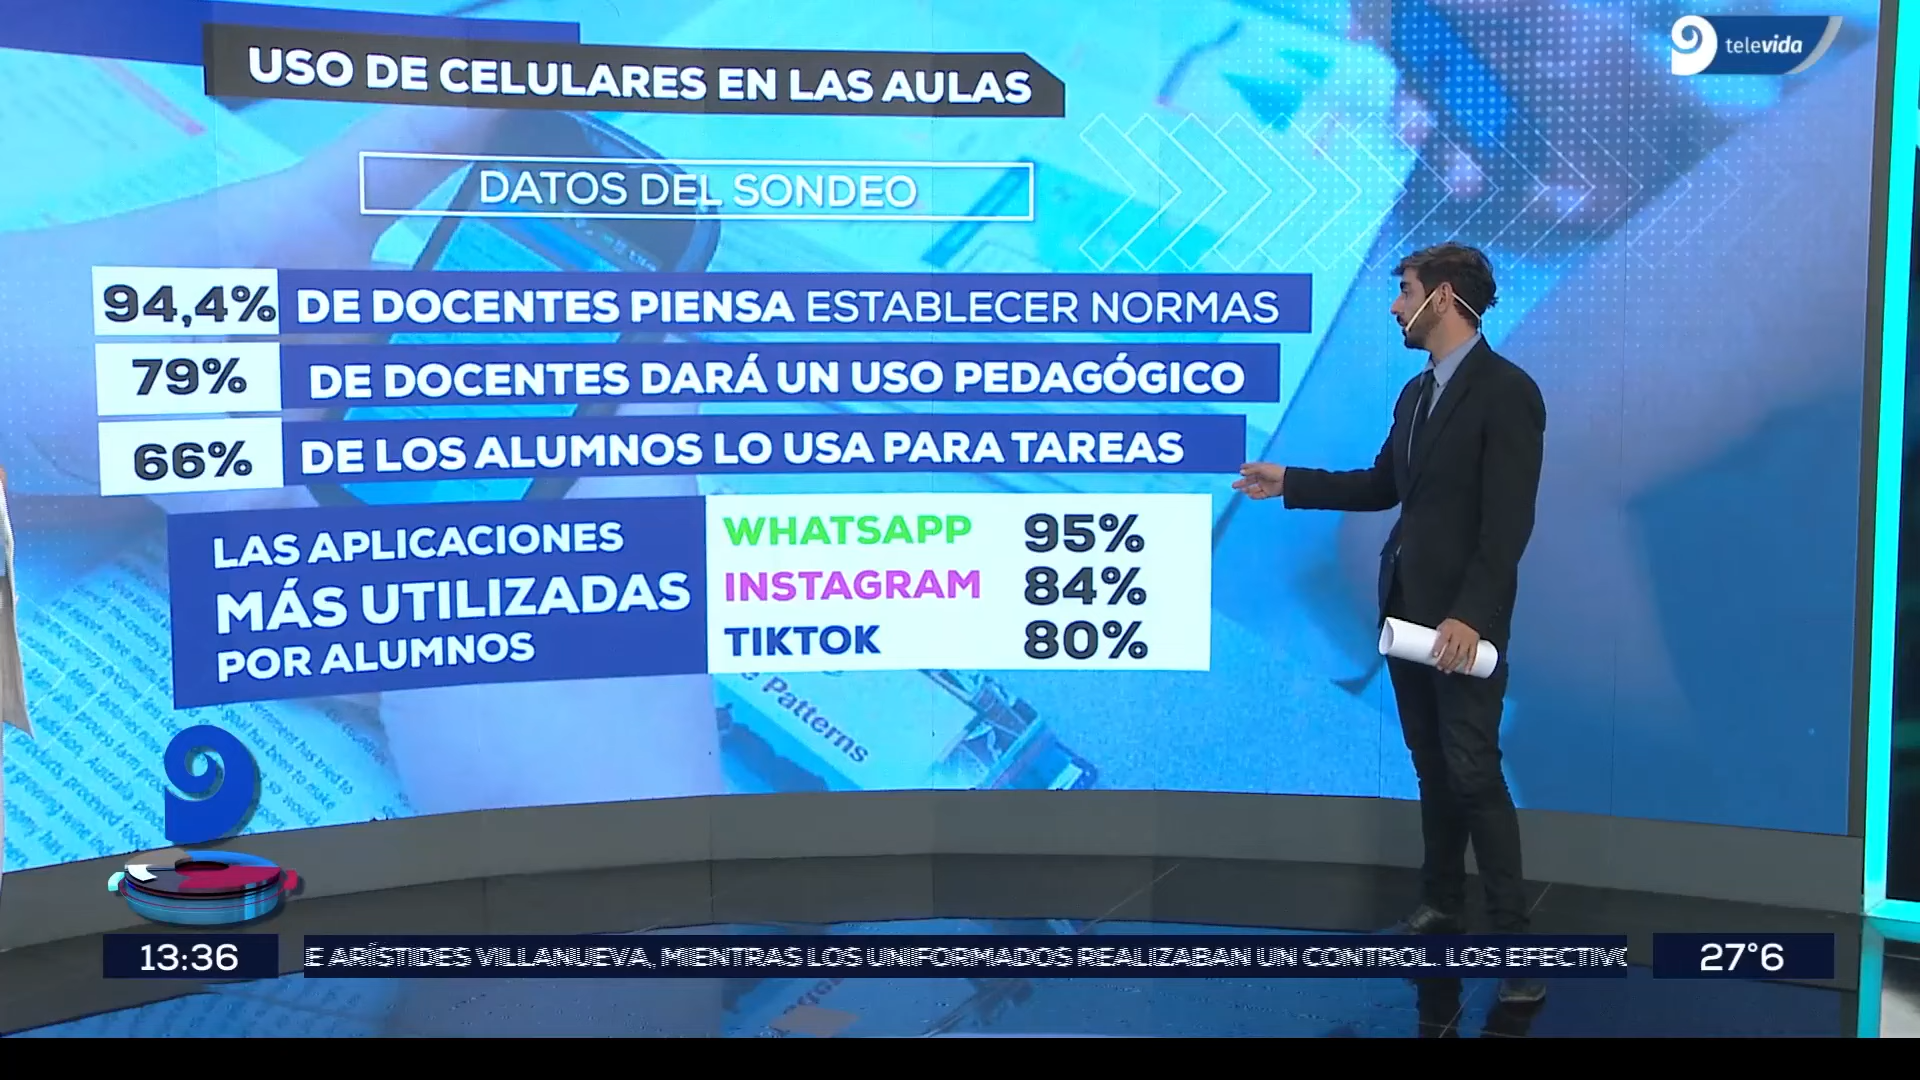 USO DE CELULARES EN LAS AULAS
9 televida
DATOS DEL SONDEO
94,4% DE DOCENTES PIENSA ESTABLECER NORMAS
79% DE DOCENTES DARÁ UN USO PEDAGÓGICO
66% DE LOS ALUMNOS LO USA PARA TAREAS
LAS APLICACIONES
MÁS UTILIZADAS
POR ALUMNOS
WHATSAPP 95%
INSTAGRAM 84%
TIKTOK 80%
Patterns
13:36
E ARÍSTIDES VILLANUEVA, MIENTRAS LOS UNIFORMADOS REALIZABAN UN CONTROL. LOS EFECTIVO
27°6